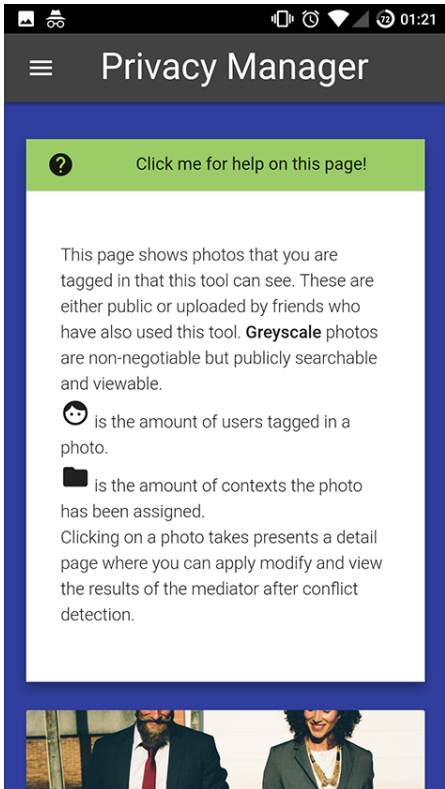 72 01:21
Privacy Manager
Click me for help on this page!
This page shows photos that you are
tagged in that this tool can see. These are
either public or uploaded by friends who
have also used this tool. Greyscale photos
are non-negotiable but publicly searchable
and viewable.
is the amount of users tagged in a
photo.
is the amount of contexts the photo
has been assigned.
Clicking on a photo takes presents a detail
page where you can apply modify and view
the results of the mediator after conflict
detection.